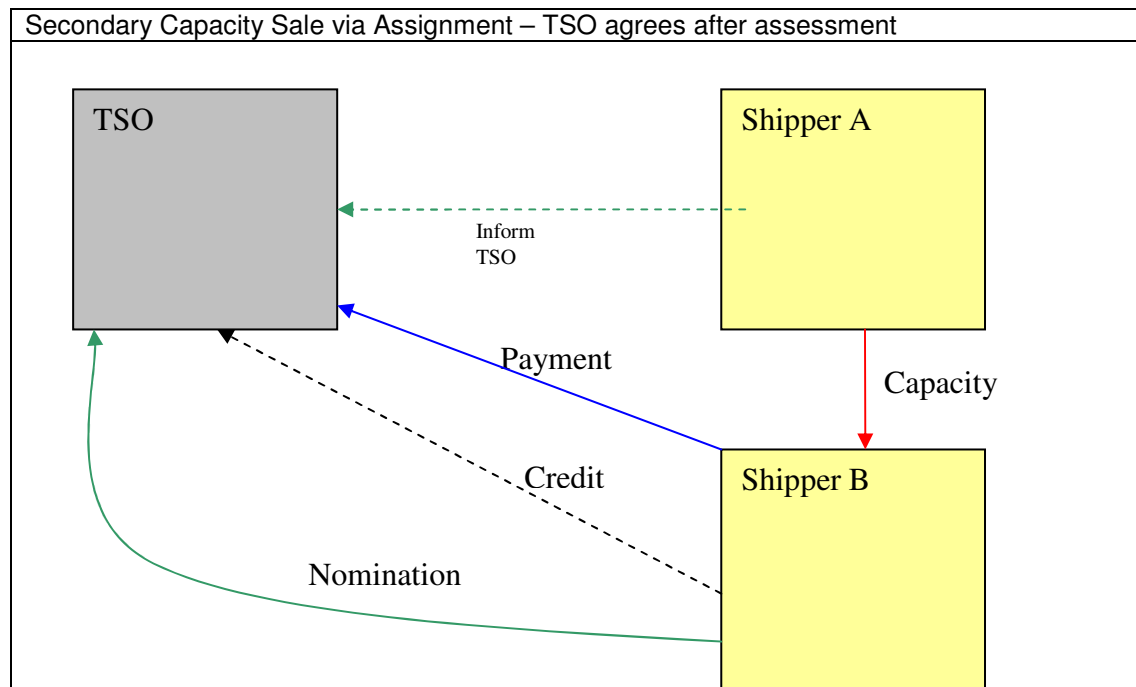 Secondary Capacity Sale via Assignment – TSO agrees after assessment
TSO
Shipper A
Inform
TSO
Payment
Capacity
Credit
Shipper B
Nomination